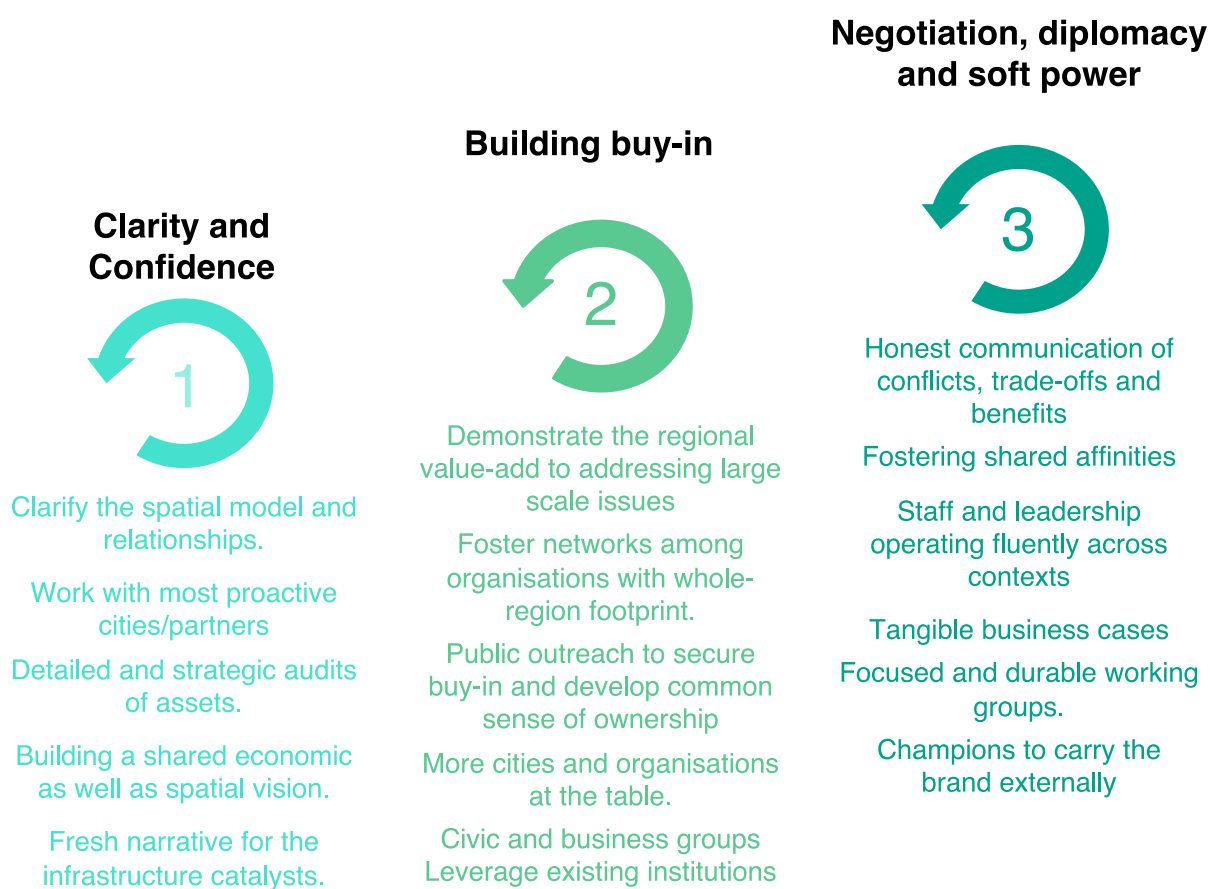 Clarity and
Confidence
1
Clarify the spatial model and
relationships.
Work with most proactive
cities/partners
Detailed and strategic audits
of assets.
Building a shared economic
as well as spatial vision.
Fresh narrative for the
infrastructure catalysts.
Building buy-in
2
Demonstrate the regional
value-add to addressing large
scale issues
Foster networks among
organisations with whole-
region footprint.
Public outreach to secure
buy-in and develop common
sense of ownership
More cities and organisations
at the table.
Civic and business groups
Leverage existing institutions
Negotiation, diplomacy
and soft power
3
Honest communication of
conflicts, trade-offs and
benefits
Fostering shared affinities
Staff and leadership
operating fluently across
contexts
Tangible business cases
Focused and durable working
groups.
Champions to carry the
brand externally